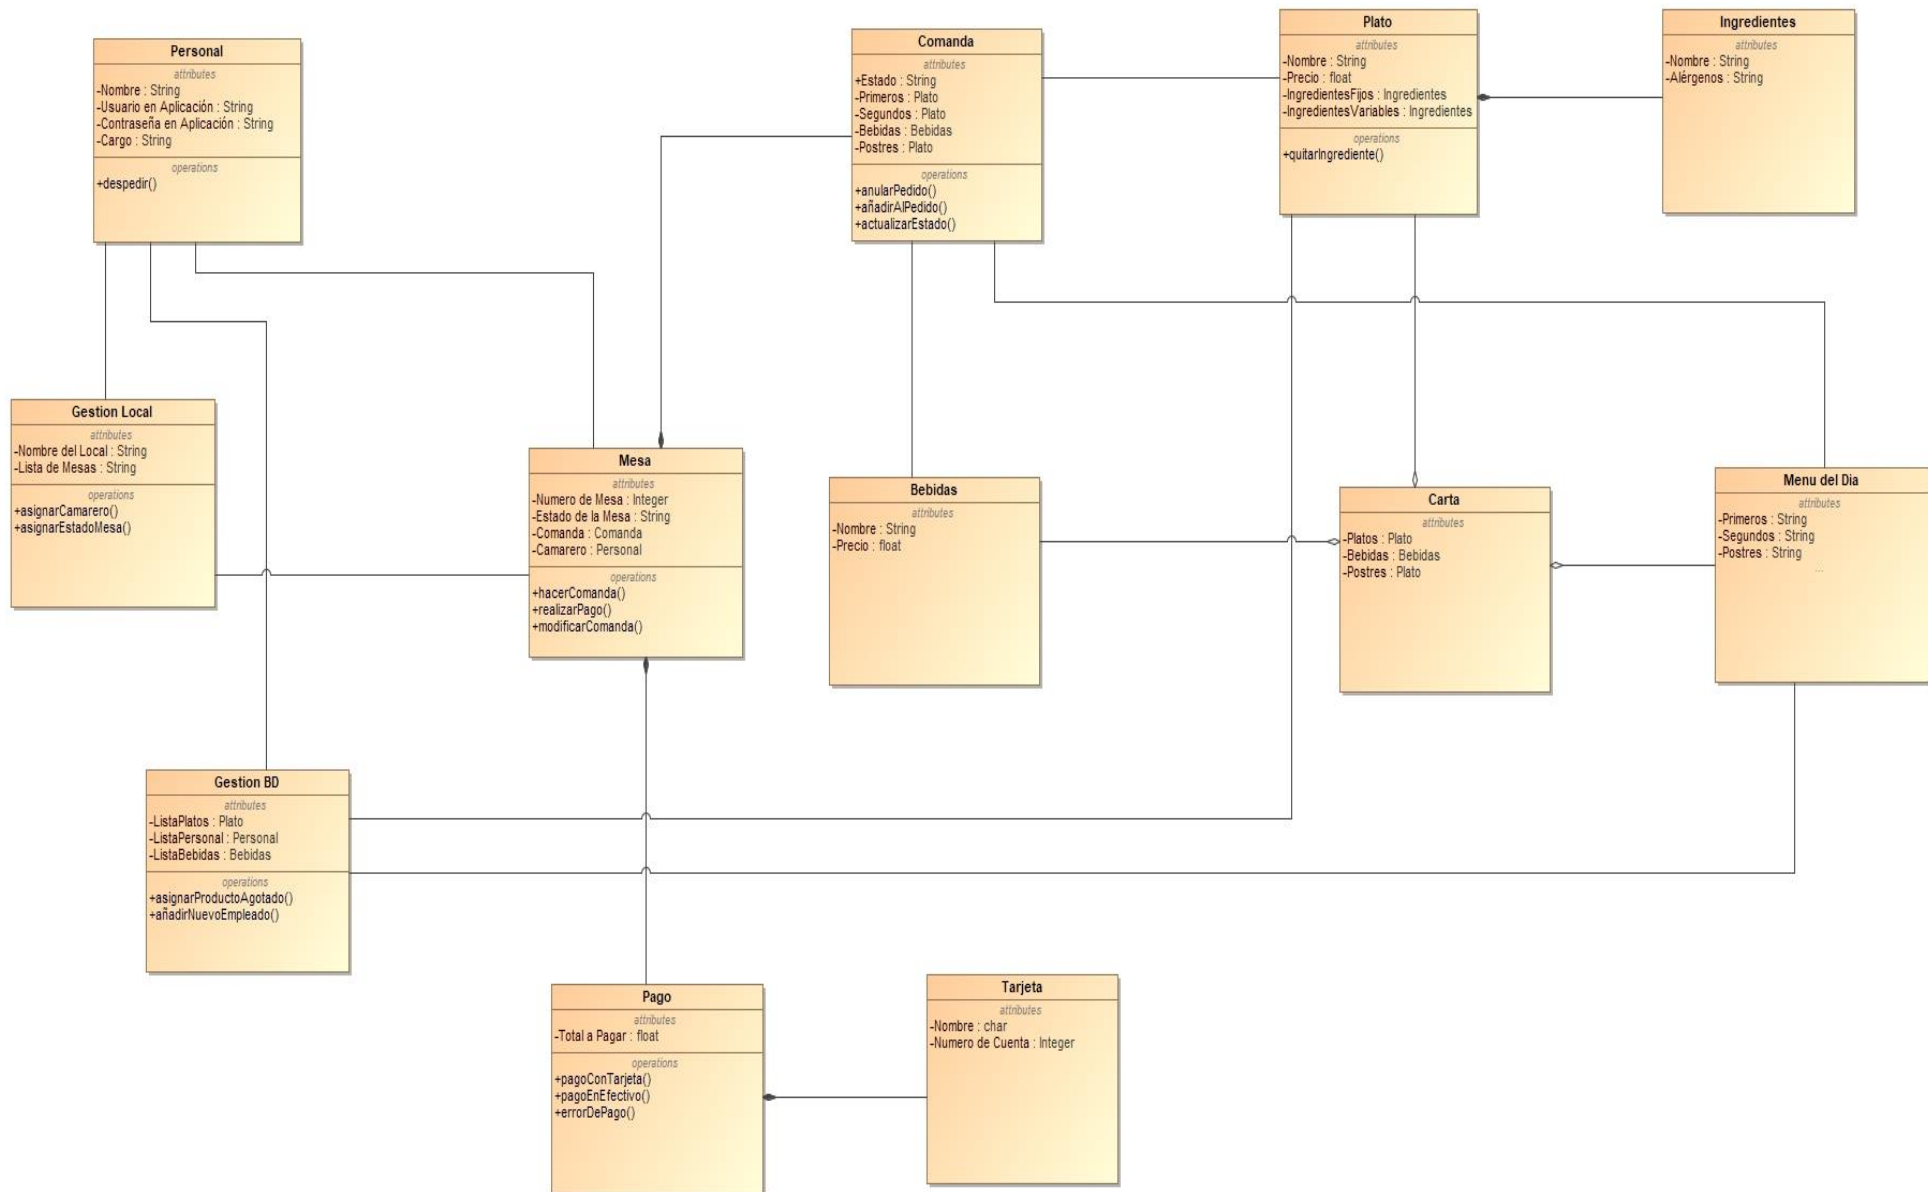 Personal
attributes
-Nombre : String
-Usuario en Aplicación : String
-Contraseña en Aplicación : String
-Cargo : String
operations
+despedir()
Comanda
attributes
+Estado : String
-Primeros : Plato
-Segundos : Plato
-Bebidas : Bebidas
-Postres : Plato
operations
+anularPedido()
+añadirAlPedido()
+actualizarEstado()
Plato
attributes
-Nombre : String
-Precio : float
-IngredientesFijos : Ingredientes
-IngredientesVariables : Ingredientes
operations
+quitarIngrediente()
Ingredientes
attributes
-Nombre : String
-Alérgenos : String
Gestion Local
attributes
-Nombre del Local : String
-Lista de Mesas : String
operations
+asignarCamarero()
+asignarEstadoMesa()
Mesa
attributes
-Numero de Mesa : Integer
-Estado de la Mesa : String
-Comanda : Comanda
-Camarero : Personal
operations
+hacerComanda()
+realizarPago()
+modificarComanda()
Bebidas
attributes
-Nombre : String
-Precio : float
Carta
attributes
-Platos : Plato
-Bebidas : Bebidas
-Postres : Plato
Menu del Dia
attributes
-Primeros : String
-Segundos : String
-Postres : String
...
Gestion BD
attributes
-ListaPlatos : Plato
-ListaPersonal : Personal
-ListaBebidas : Bebidas
operations
+asignarProductoAgotado()
+añadirNuevoEmpleado()
Pago
attributes
-Total a Pagar : float
operations
+pagoConTarjeta()
+pagoEnEfectivo()
+errorDePago()
Tarjeta
attributes
-Nombre : char
-Numero de Cuenta : Integer